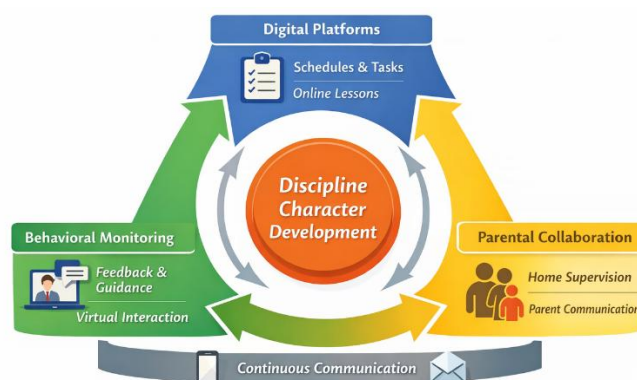 Digital Platforms
Schedules & Tasks
Online Lessons
Discipline
Character
Development
Behavioral Monitoring
Feedback &
Guidance
Virtual Interaction
Parental Collaboration
Home Supervision
Parent Communication
Continuous Communication